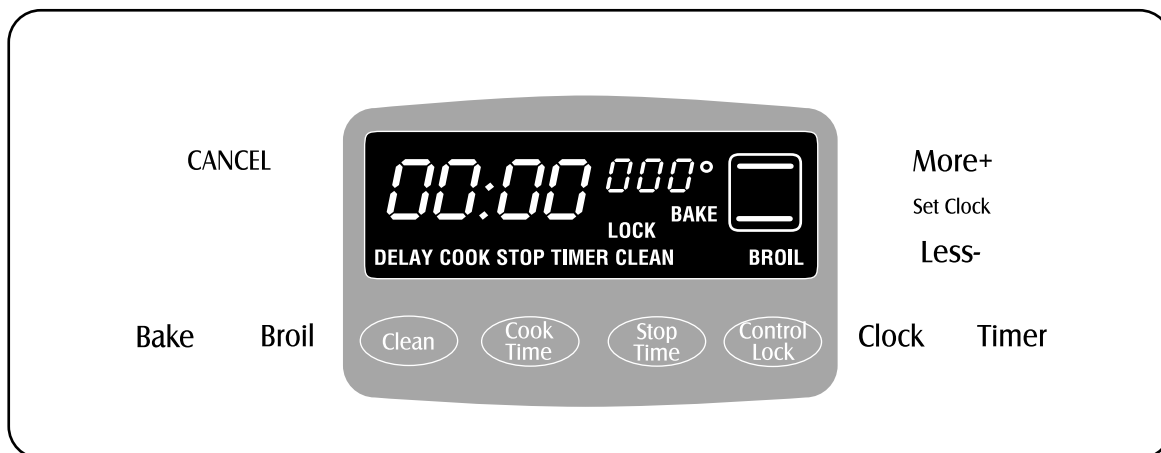 CANCEL
00:00 000°
BAKE
LOCK
DELAY COOK STOP TIMER CLEAN BROIL
More+
Set Clock
Less-
Bake Broil
Clean
Cook
Time
Stop
Time
Control
Lock
Clock Timer